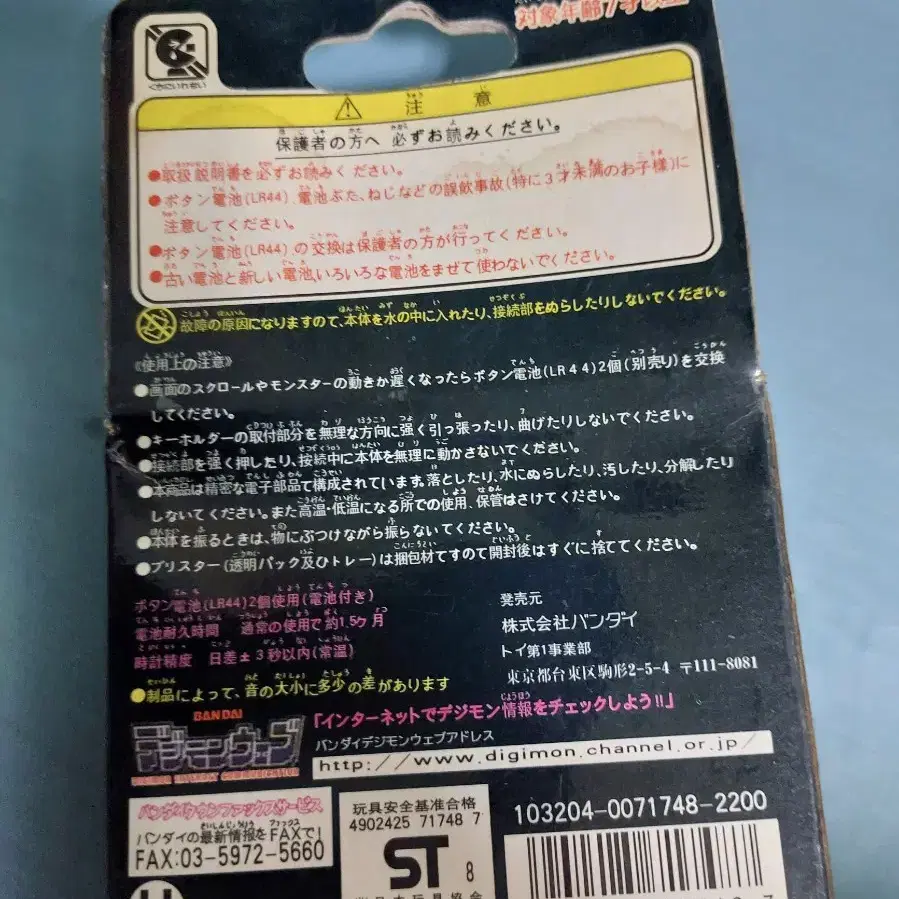 対象年齢7才以上
くちにいれない
注意
保護者の方へ 必ずお読みください。
●取扱説明書を必ずお読みください。
●ボタン電池(LR44)、電池ぶた、ねじなどの誤飲事故(特に3才未満のお子様)に
注意してください。
●ボタン電池(LR44)の交換は保護者の方が行ってください。
●古い電池と新しい電池、いろいろな電池をまぜて使わないでください。
故障の原因になりますので、本体を水の中に入れたり、接続部をぬらしたりしないでください。
《使用上の注意》
●画面のスクロールやモンスターの動きが遅くなったらボタン電池(LR44)2個(別売り)を交換
してください。
●キーホルダーの取付部分を無理な方向に強く引っ張ったり、曲げたりしないでください。
●接続部を強く押したり、接続中に本体を無理に動かさないでください。
●本商品は精密な電子部品で構成されています。落としたり、水にぬらしたり、汚したり、分解したり
しないでください。また高温・低温になる所での使用、保管はさけてください。
●本体を振るときは、物にぶつけながら振らないてください。
●ブリスター(透明パック及びトレー)は梱包材ですので開封後はすぐに捨ててください。
ボタン電池(LR44)2個使用(電池付き)
電池耐久時間 通常の使用で約1.5ヶ月
時計精度 日差±3秒以内(常温)
●製品によって、音の大小に多少の差があります
発売元
株式会社バンダイ
トイ第1事業部
東京都台東区駒形2-5-4 〒111-8081
BANDAI
デジモンウェブ
「インターネットでデジモン情報をチェックしよう!!」
バンダイデジモンウェブアドレス
http://www.digimon.channel.or.jp/
バンダイケウンファックスサービス
バンダイの最新情報をFAXで!
FAX:03-5972-5660
玩具安全基準合格
4902425 71748 7
ST
8
103204-0071748-2200